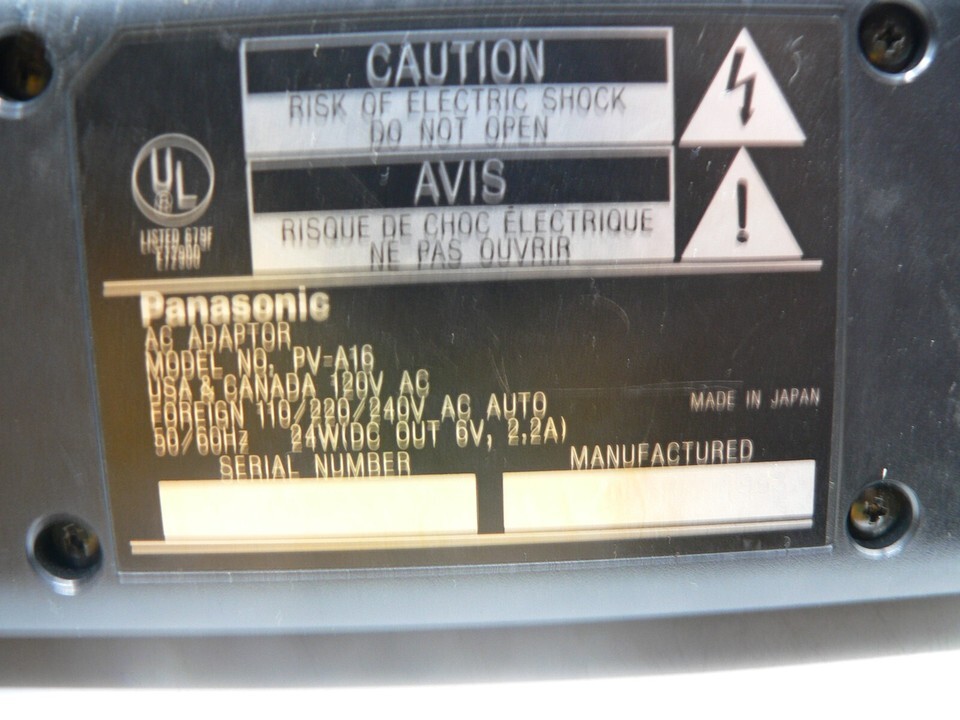 CAUTION
RISK OF ELECTRIC SHOCK
DO NOT OPEN
AVIS
RISQUE DE CHOC ÉLECTRIQUE
NE PAS OUVRIR
UL
LISTED 679F
E72900
Panasonic
AC ADAPTOR
MODEL NO. PV-A16
USA & CANADA 120V AC
FOREIGN 110/220/240V AC AUTO
50/60Hz 24W(DC OUT 6V, 2.2A)
MADE IN JAPAN
SERIAL NUMBER
MANUFACTURED